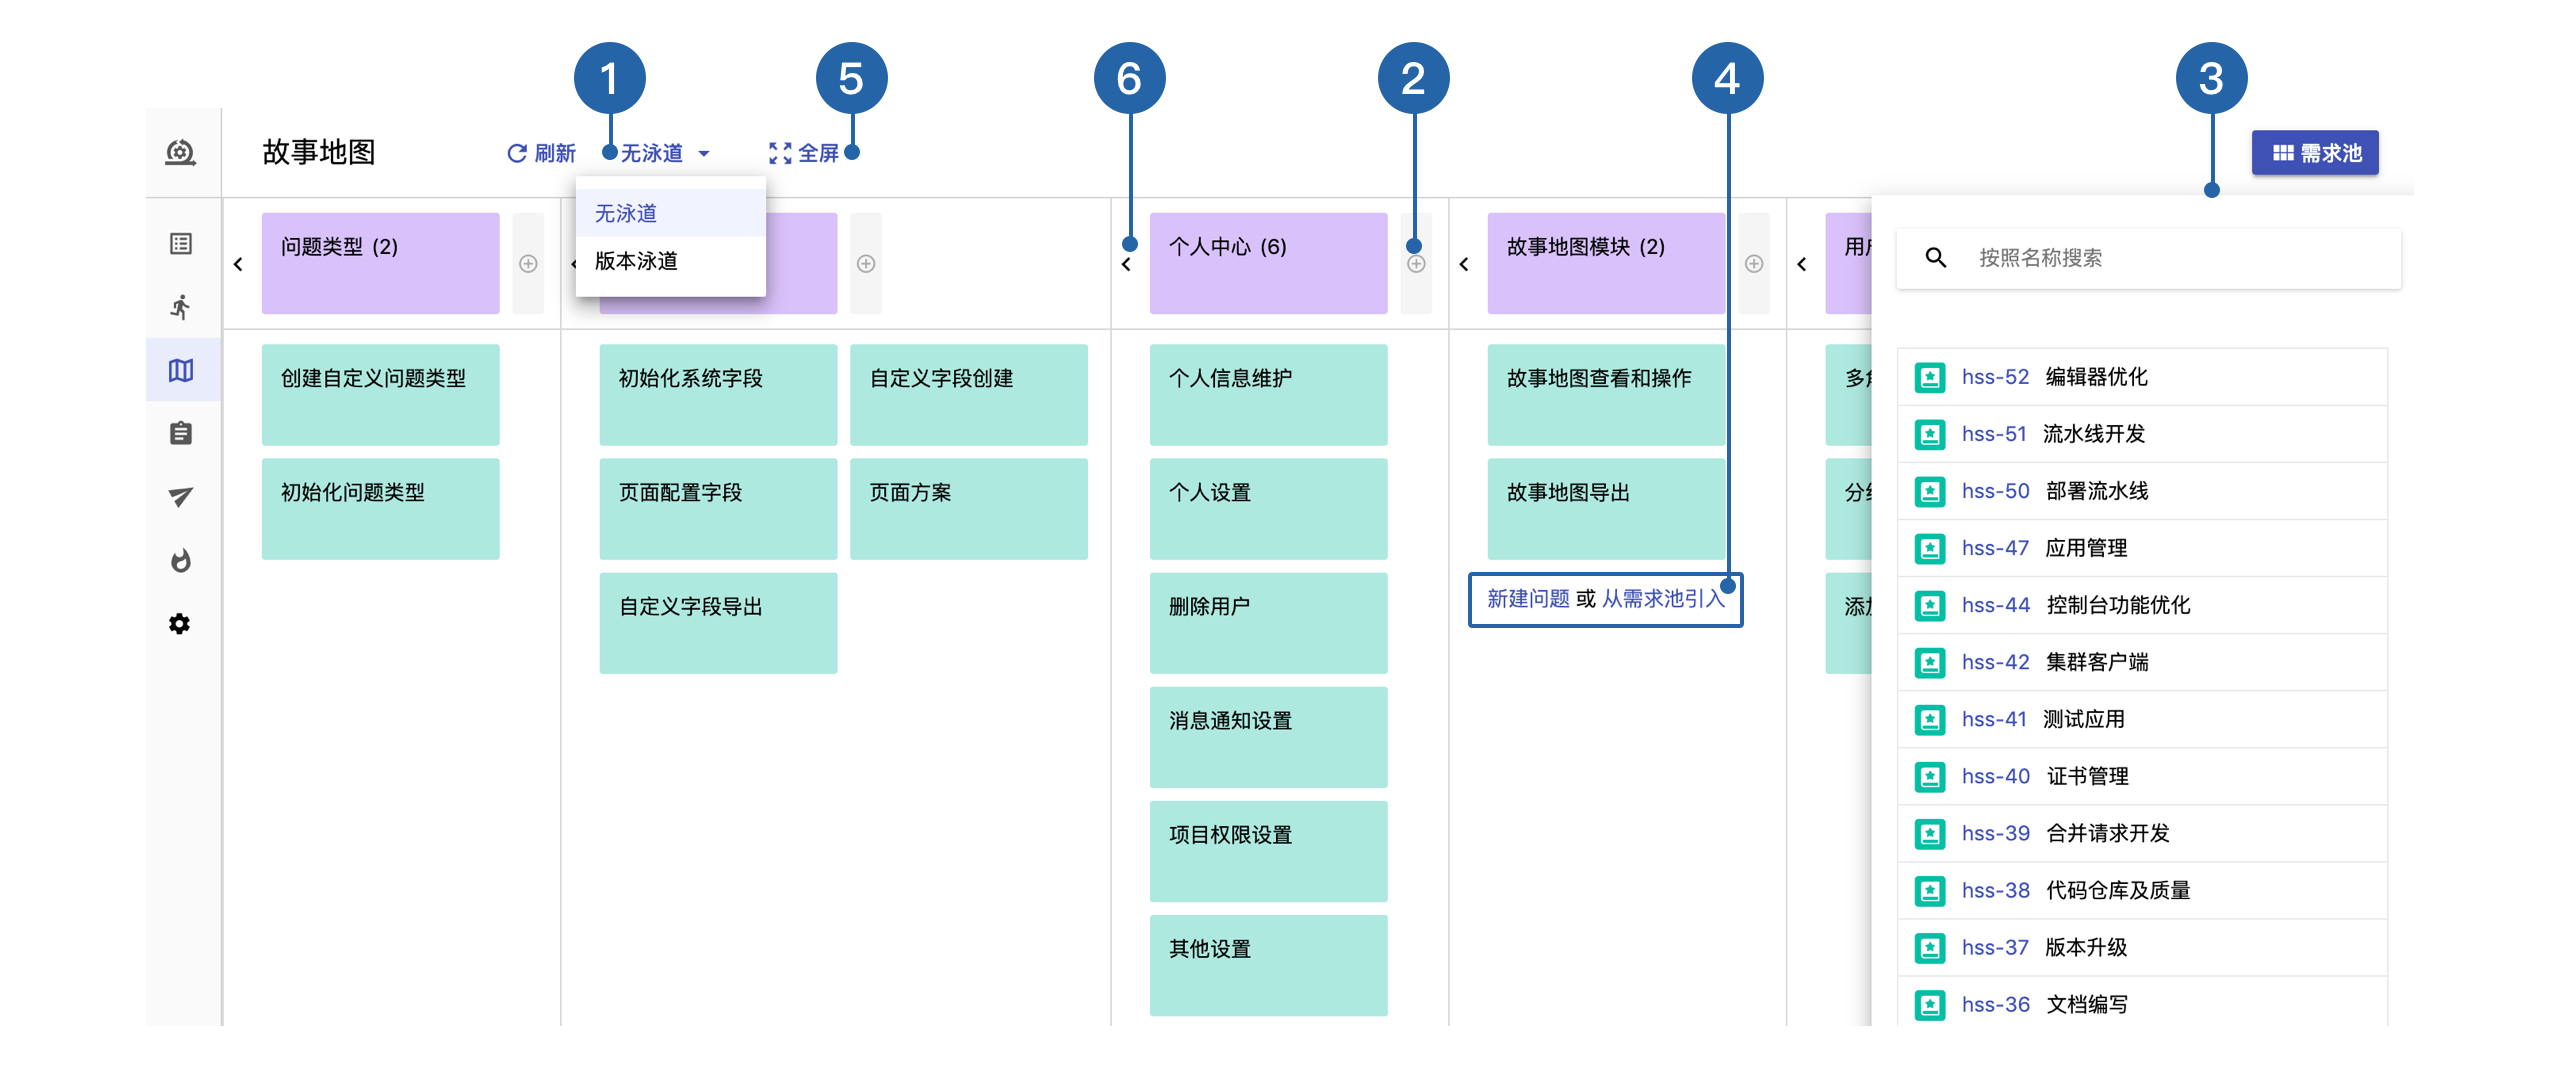 1
5
6
2
4
3
故事地图
刷新
无泳道
全屏
需求池
无泳道
版本泳道
问题类型 (2)
个人中心 (6)
故事地图模块 (2)
按照名称搜索
创建自定义问题类型
初始化系统字段
自定义字段创建
个人信息维护
故事地图查看和操作
初始化问题类型
页面配置字段
页面方案
个人设置
故事地图导出
自定义字段导出
删除用户
新建问题 或 从需求池引入
消息通知设置
项目权限设置
其他设置
hss-52 编辑器优化
hss-51 流水线开发
hss-50 部署流水线
hss-47 应用管理
hss-44 控制台功能优化
hss-42 集群客户端
hss-41 测试应用
hss-40 证书管理
hss-39 合并请求开发
hss-38 代码仓库及质量
hss-37 版本升级
hss-36 文档编写